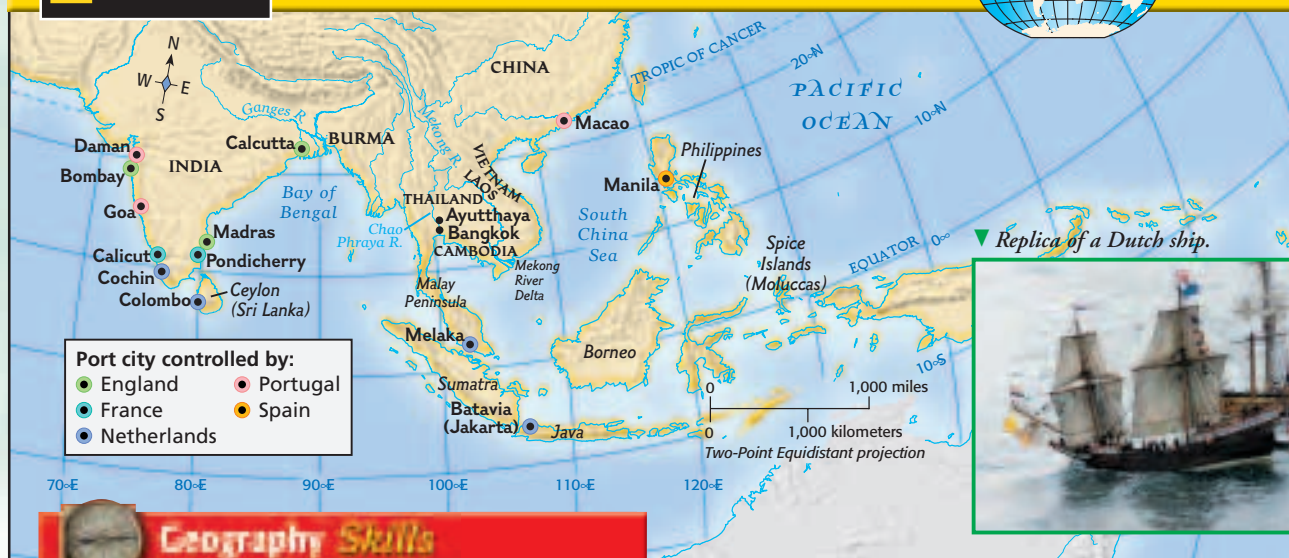 N
W E
S
CHINA
TROPIC OF CANCER
20°N
PACIFIC
OCEAN
10°N
Ganges R.
Mekong R.
Macao
Daman
Calcutta
BURMA
INDIA
Bombay
VIETNAM
LAOS
Philippines
Manila
Goa
Bay of
Bengal
THAILAND
Ayutthaya
Bangkok
Chao
Phraya R.
CAMBODIA
South
China
Sea
Madras
Calicut
Pondicherry
Cochin
Colombo
Ceylon
(Sri Lanka)
Mekong
River
Delta
Malay
Peninsula
Spice
Islands
(Moluccas)
EQUATOR 0°
Replica of a Dutch ship.
Melaka
Borneo
10°S
Sumatra
Batavia
(Jakarta)
Java
Port city controlled by:
England
Portugal
France
Spain
Netherlands
0 1,000 miles
0 1,000 kilometers
Two-Point Equidistant projection
70°E 80°E 90°E 100°E 110°E 120°E
Geography Skills